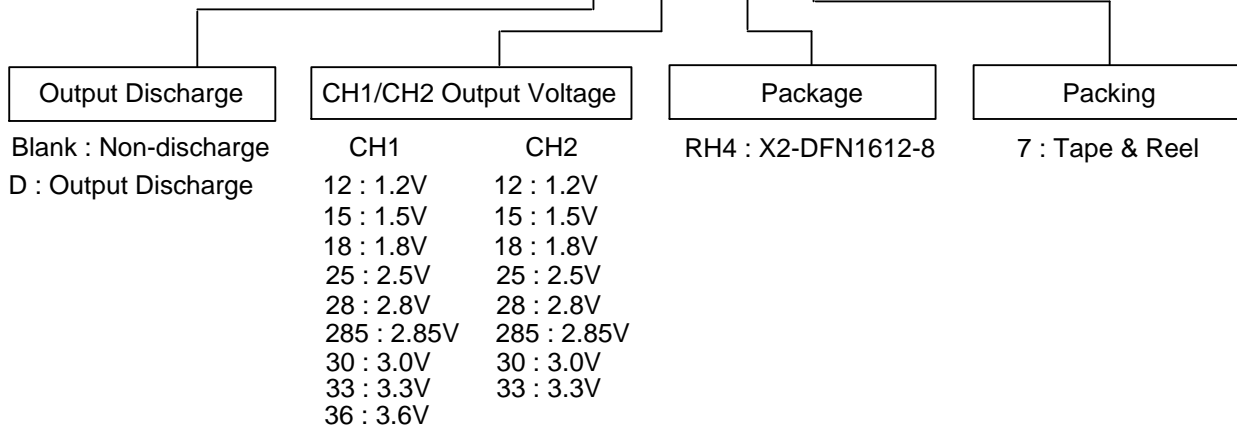 Output Discharge CH1/CH2 Output Voltage Package Packing
Blank : Non-discharge CH1 CH2 RH4 : X2-DFN1612-8 7 : Tape & Reel
D : Output Discharge 12 : 1.2V 12 : 1.2V
15 : 1.5V 15 : 1.5V
18 : 1.8V 18 : 1.8V
25 : 2.5V 25 : 2.5V
28 : 2.8V 28 : 2.8V
285 : 2.85V 285 : 2.85V
30 : 3.0V 30 : 3.0V
33 : 3.3V 33 : 3.3V
36 : 3.6V